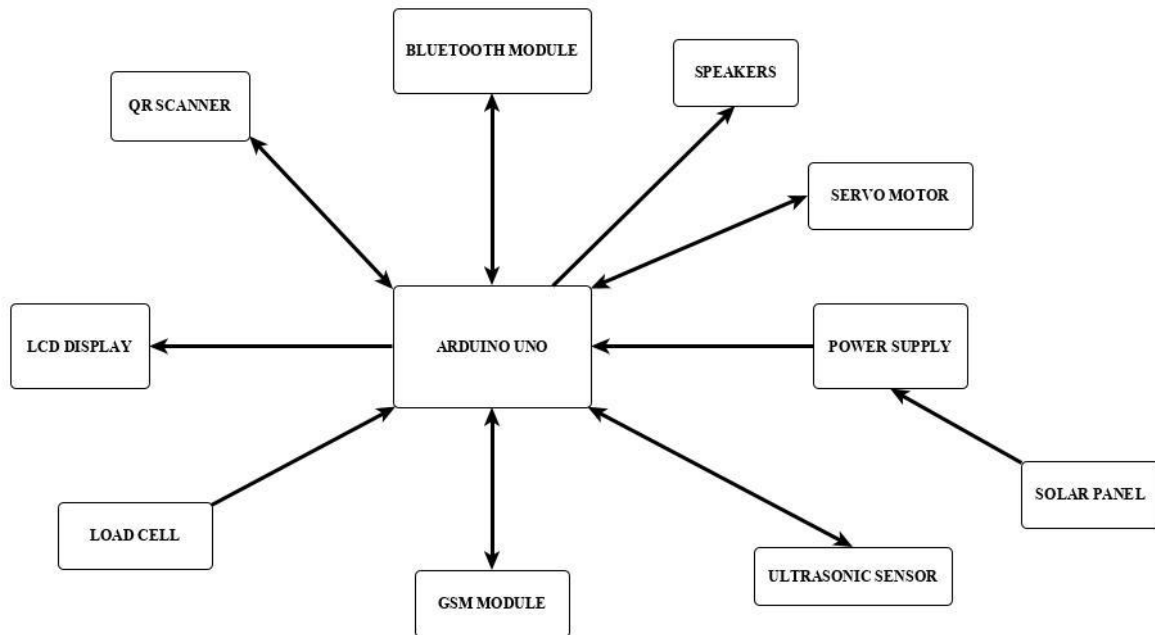 BLUETOOTH MODULE
SPEAKERS
QR SCANNER
SERVO MOTOR
LCD DISPLAY
ARDUINO UNO
POWER SUPPLY
SOLAR PANEL
LOAD CELL
ULTRASONIC SENSOR
GSM MODULE